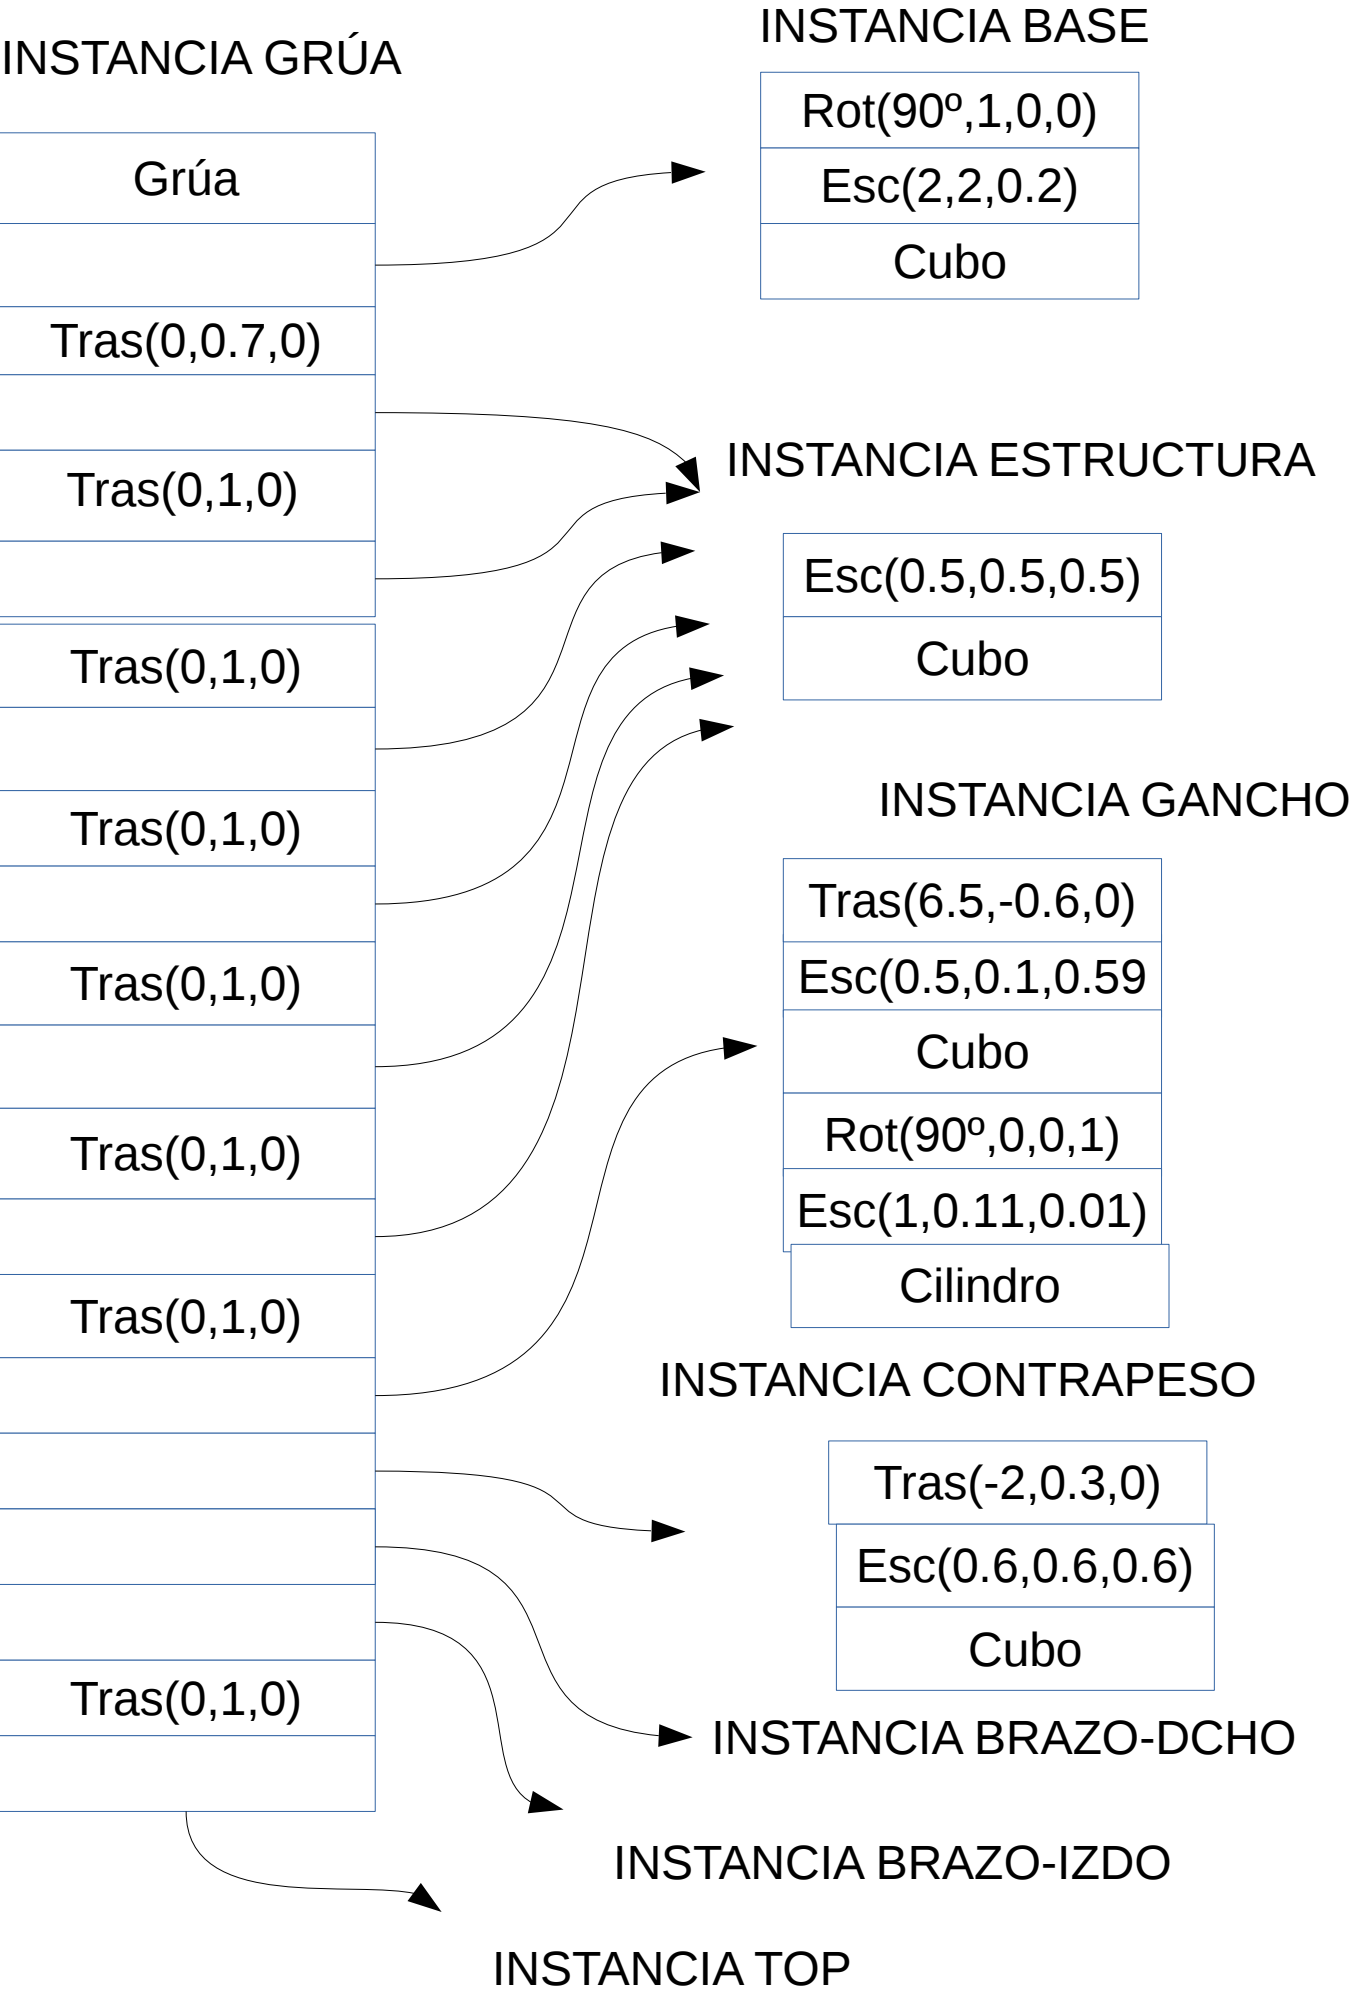 INSTANCIA GRÚA
Grúa
Tras(0,0.7,0)
Tras(0,1,0)
Tras(0,1,0)
Tras(0,1,0)
Tras(0,1,0)
Tras(0,1,0)
Tras(0,1,0)
Tras(0,1,0)
INSTANCIA BASE
Rot(90º,1,0,0)
Esc(2,2,0.2)
Cubo
INSTANCIA ESTRUCTURA
Esc(0.5,0.5,0.5)
Cubo
INSTANCIA GANCHO
Tras(6.5,-0.6,0)
Esc(0.5,0.1,0.59
Cubo
Rot(90º,0,0,1)
Esc(1,0.11,0.01)
Cilindro
INSTANCIA CONTRAPESO
Tras(-2,0.3,0)
Esc(0.6,0.6,0.6)
Cubo
INSTANCIA BRAZO-DCHO
INSTANCIA BRAZO-IZDO
INSTANCIA TOP